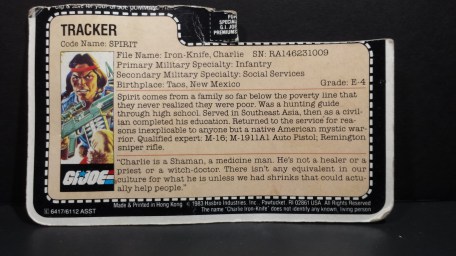 FLAG
SPECIAL
G.I. JOE
PREMIUMS
TRACKER
Code Name: SPIRIT
File Name: Iron-Knife, Charlie SN: RA146231009
Primary Military Specialty: Infantry
Secondary Military Specialty: Social Services
Birthplace: Taos, New Mexico Grade: E-4
Spirit comes from a family so far below the poverty line that
they never realized they were poor. Was a hunting guide
through high school. Served in Southeast Asia, then as a civil-
ian completed his education. Returned to the service for rea-
sons inexplicable to anyone but a native American mystic war-
rior. Qualified expert: M-16; M-1911A1 Auto Pistol; Remington
sniper rifle.
"Charlie is a Shaman, a medicine man. He's not a healer or a
priest or a witch-doctor. There isn't any equivalent in our
culture for what he is unless we had shrinks that could actu-
ally help people."
GI JOE
6417/6112 ASST
Made & Printed in Hong Kong © 1983 Hasbro Industries, Inc. Pawtucket, RI 02861 USA. All Rights Reserved
The name "Charlie Iron-Knife" does not identify any known, living person